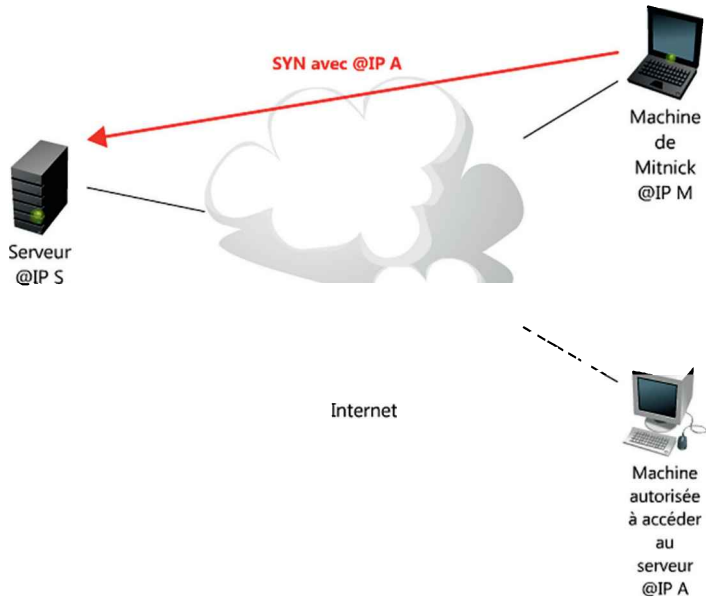 SYN avec @IP A
Machine
de
Mitnick
@IP M
Serveur
@IP S
Internet
Machine
autorisée
à accéder
au
serveur
@IP A